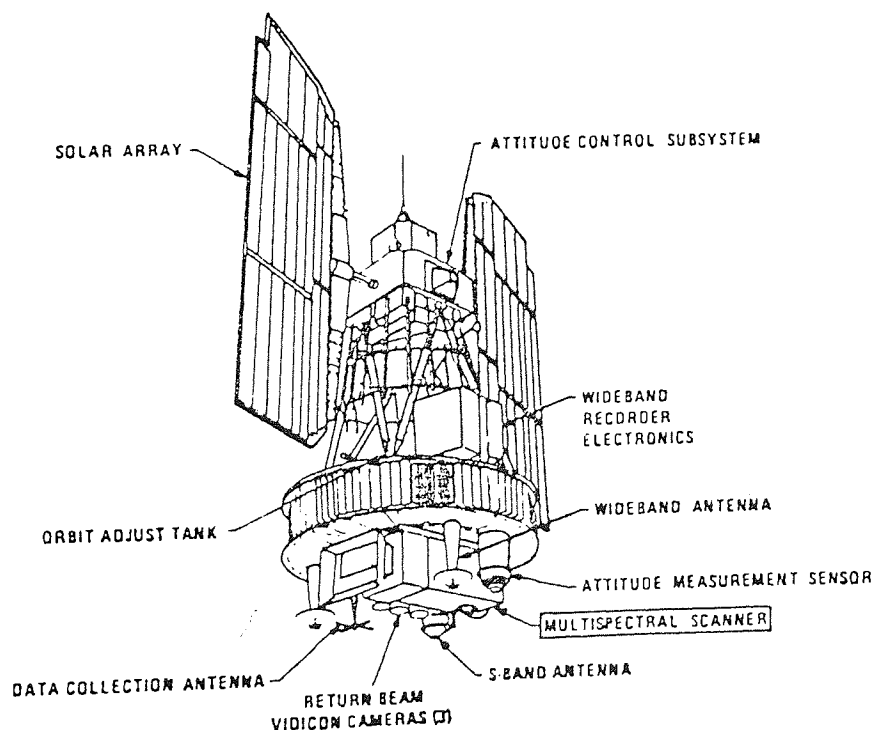 SOLAR ARRAY
ATTITUDE CONTROL SUBSYSTEM
WIDEBAND
RECORDER
ELECTRONICS
WIDEBAND ANTENNA
ORBIT ADJUST TANK
ATTITUDE MEASUREMENT SENSOR
MULTISPECTRAL SCANNER
S-BAND ANTENNA
DATA COLLECTION ANTENNA
RETURN BEAM
VIDICON CAMERAS (3)